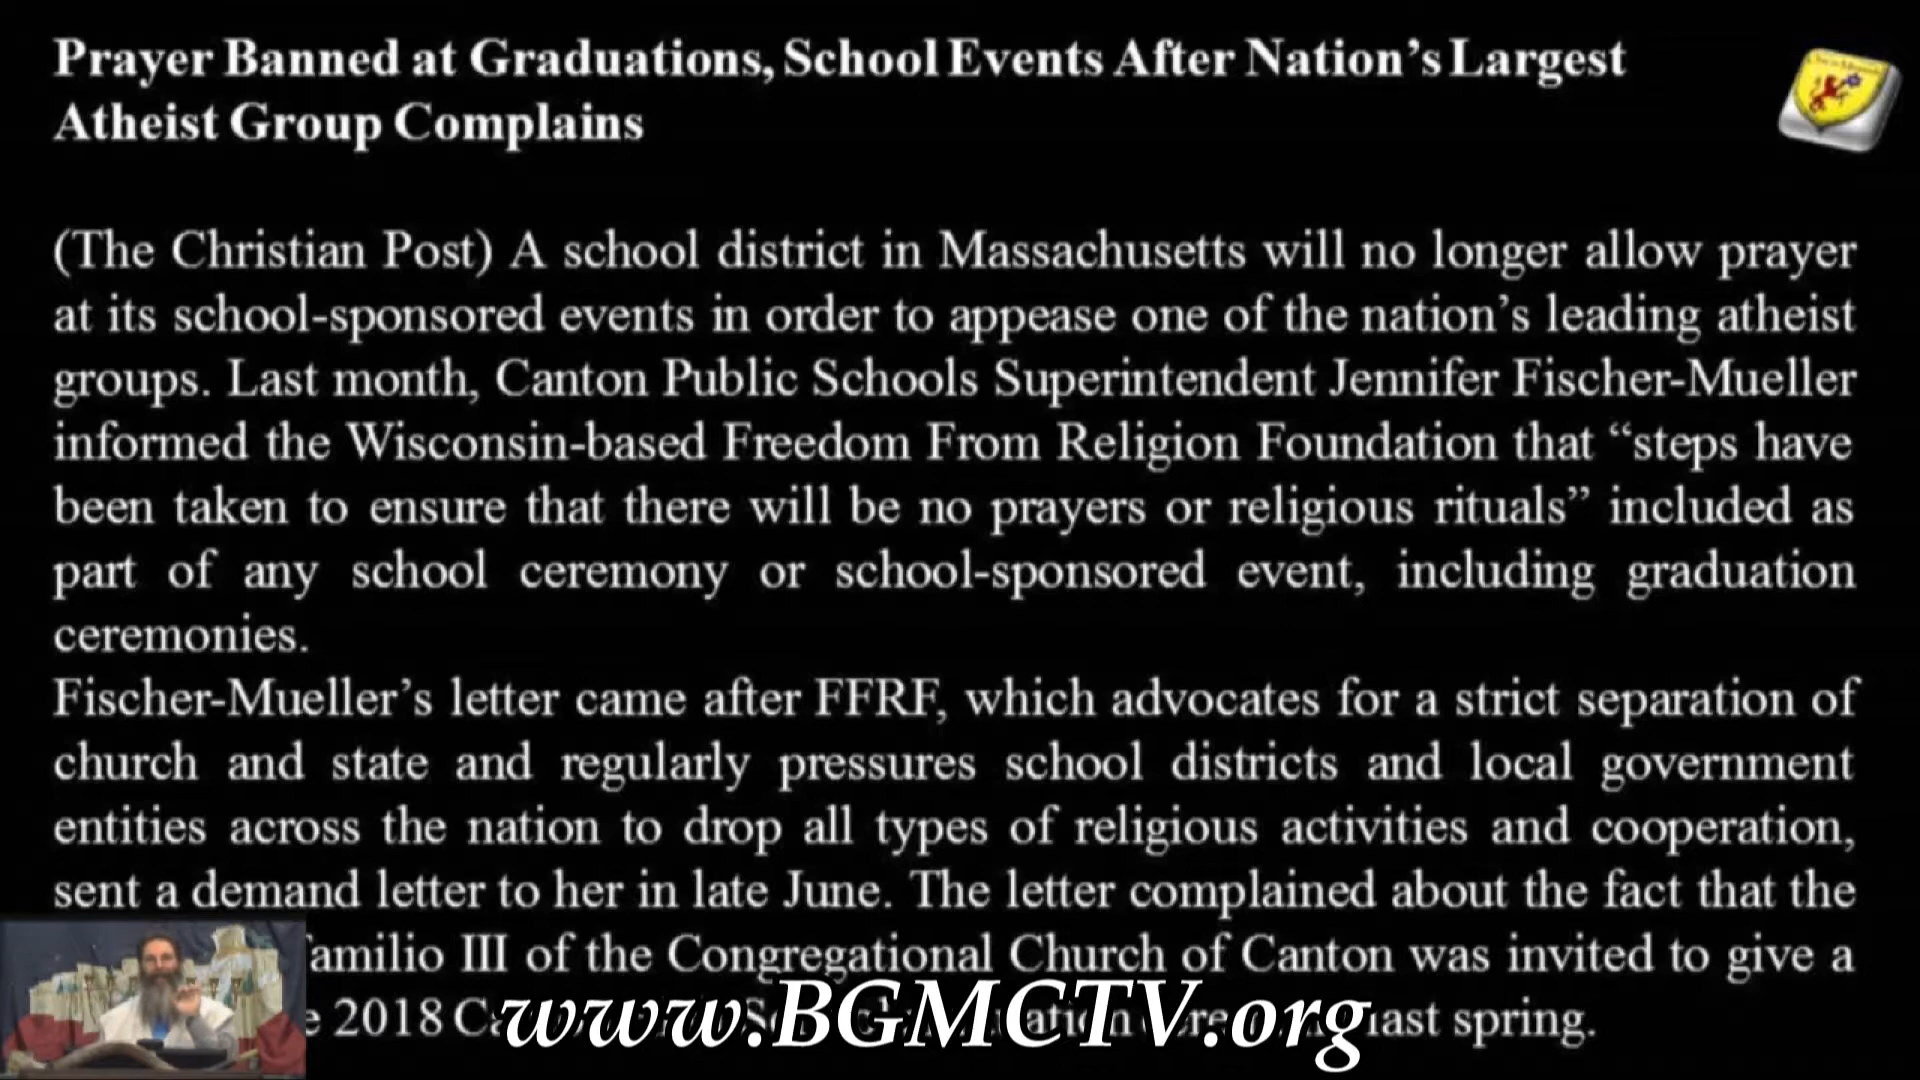 Prayer Banned at Graduations, School Events After Nation's Largest
Atheist Group Complains
(The Christian Post) A school district in Massachusetts will no longer allow prayer
at its school-sponsored events in order to appease one of the nation's leading atheist
groups. Last month, Canton Public Schools Superintendent Jennifer Fischer-Mueller
informed the Wisconsin-based Freedom From Religion Foundation that “steps have
been taken to ensure that there will be no prayers or religious rituals” included as
part of any school ceremony or school-sponsored event, including graduation
ceremonies.
Fischer-Mueller's letter came after FFRF, which advocates for a strict separation of
church and state and regularly pressures school districts and local government
entities across the nation to drop all types of religious activities and cooperation,
sent a demand letter to her in late June. The letter complained about the fact that the
amilio III of the Congregational Church of Canton was invited to give a
2018 last spring.
www.BGMCTV.org